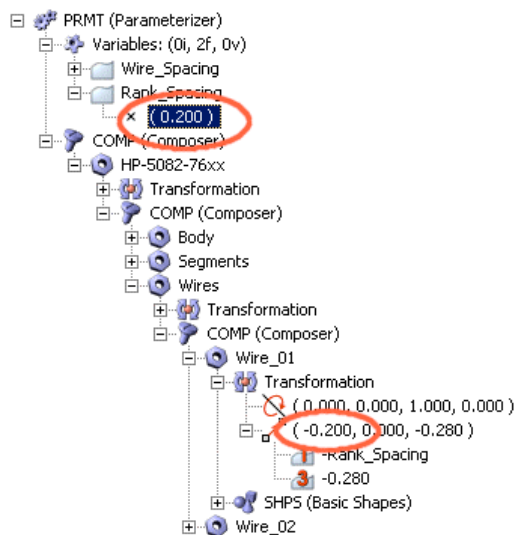 PRMT (Parameterizer)
Variables: (0i, 2f, 0v)
Wire_Spacing
Rank_Spacing
( 0.200 )
COMP (Composer)
HP-5082-76xx
Transformation
COMP (Composer)
Body
Segments
Wires
Transformation
COMP (Composer)
Wire_01
Transformation
( 0.000, 0.000, 1.000, 0.000 )
( -0.200, 0.000, -0.280 )
1 -Rank_Spacing
3 -0.280
SHPS (Basic Shapes)
Wire_02